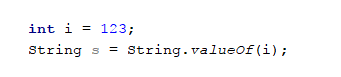 int i = 123;
String s = String.valueOf(i);